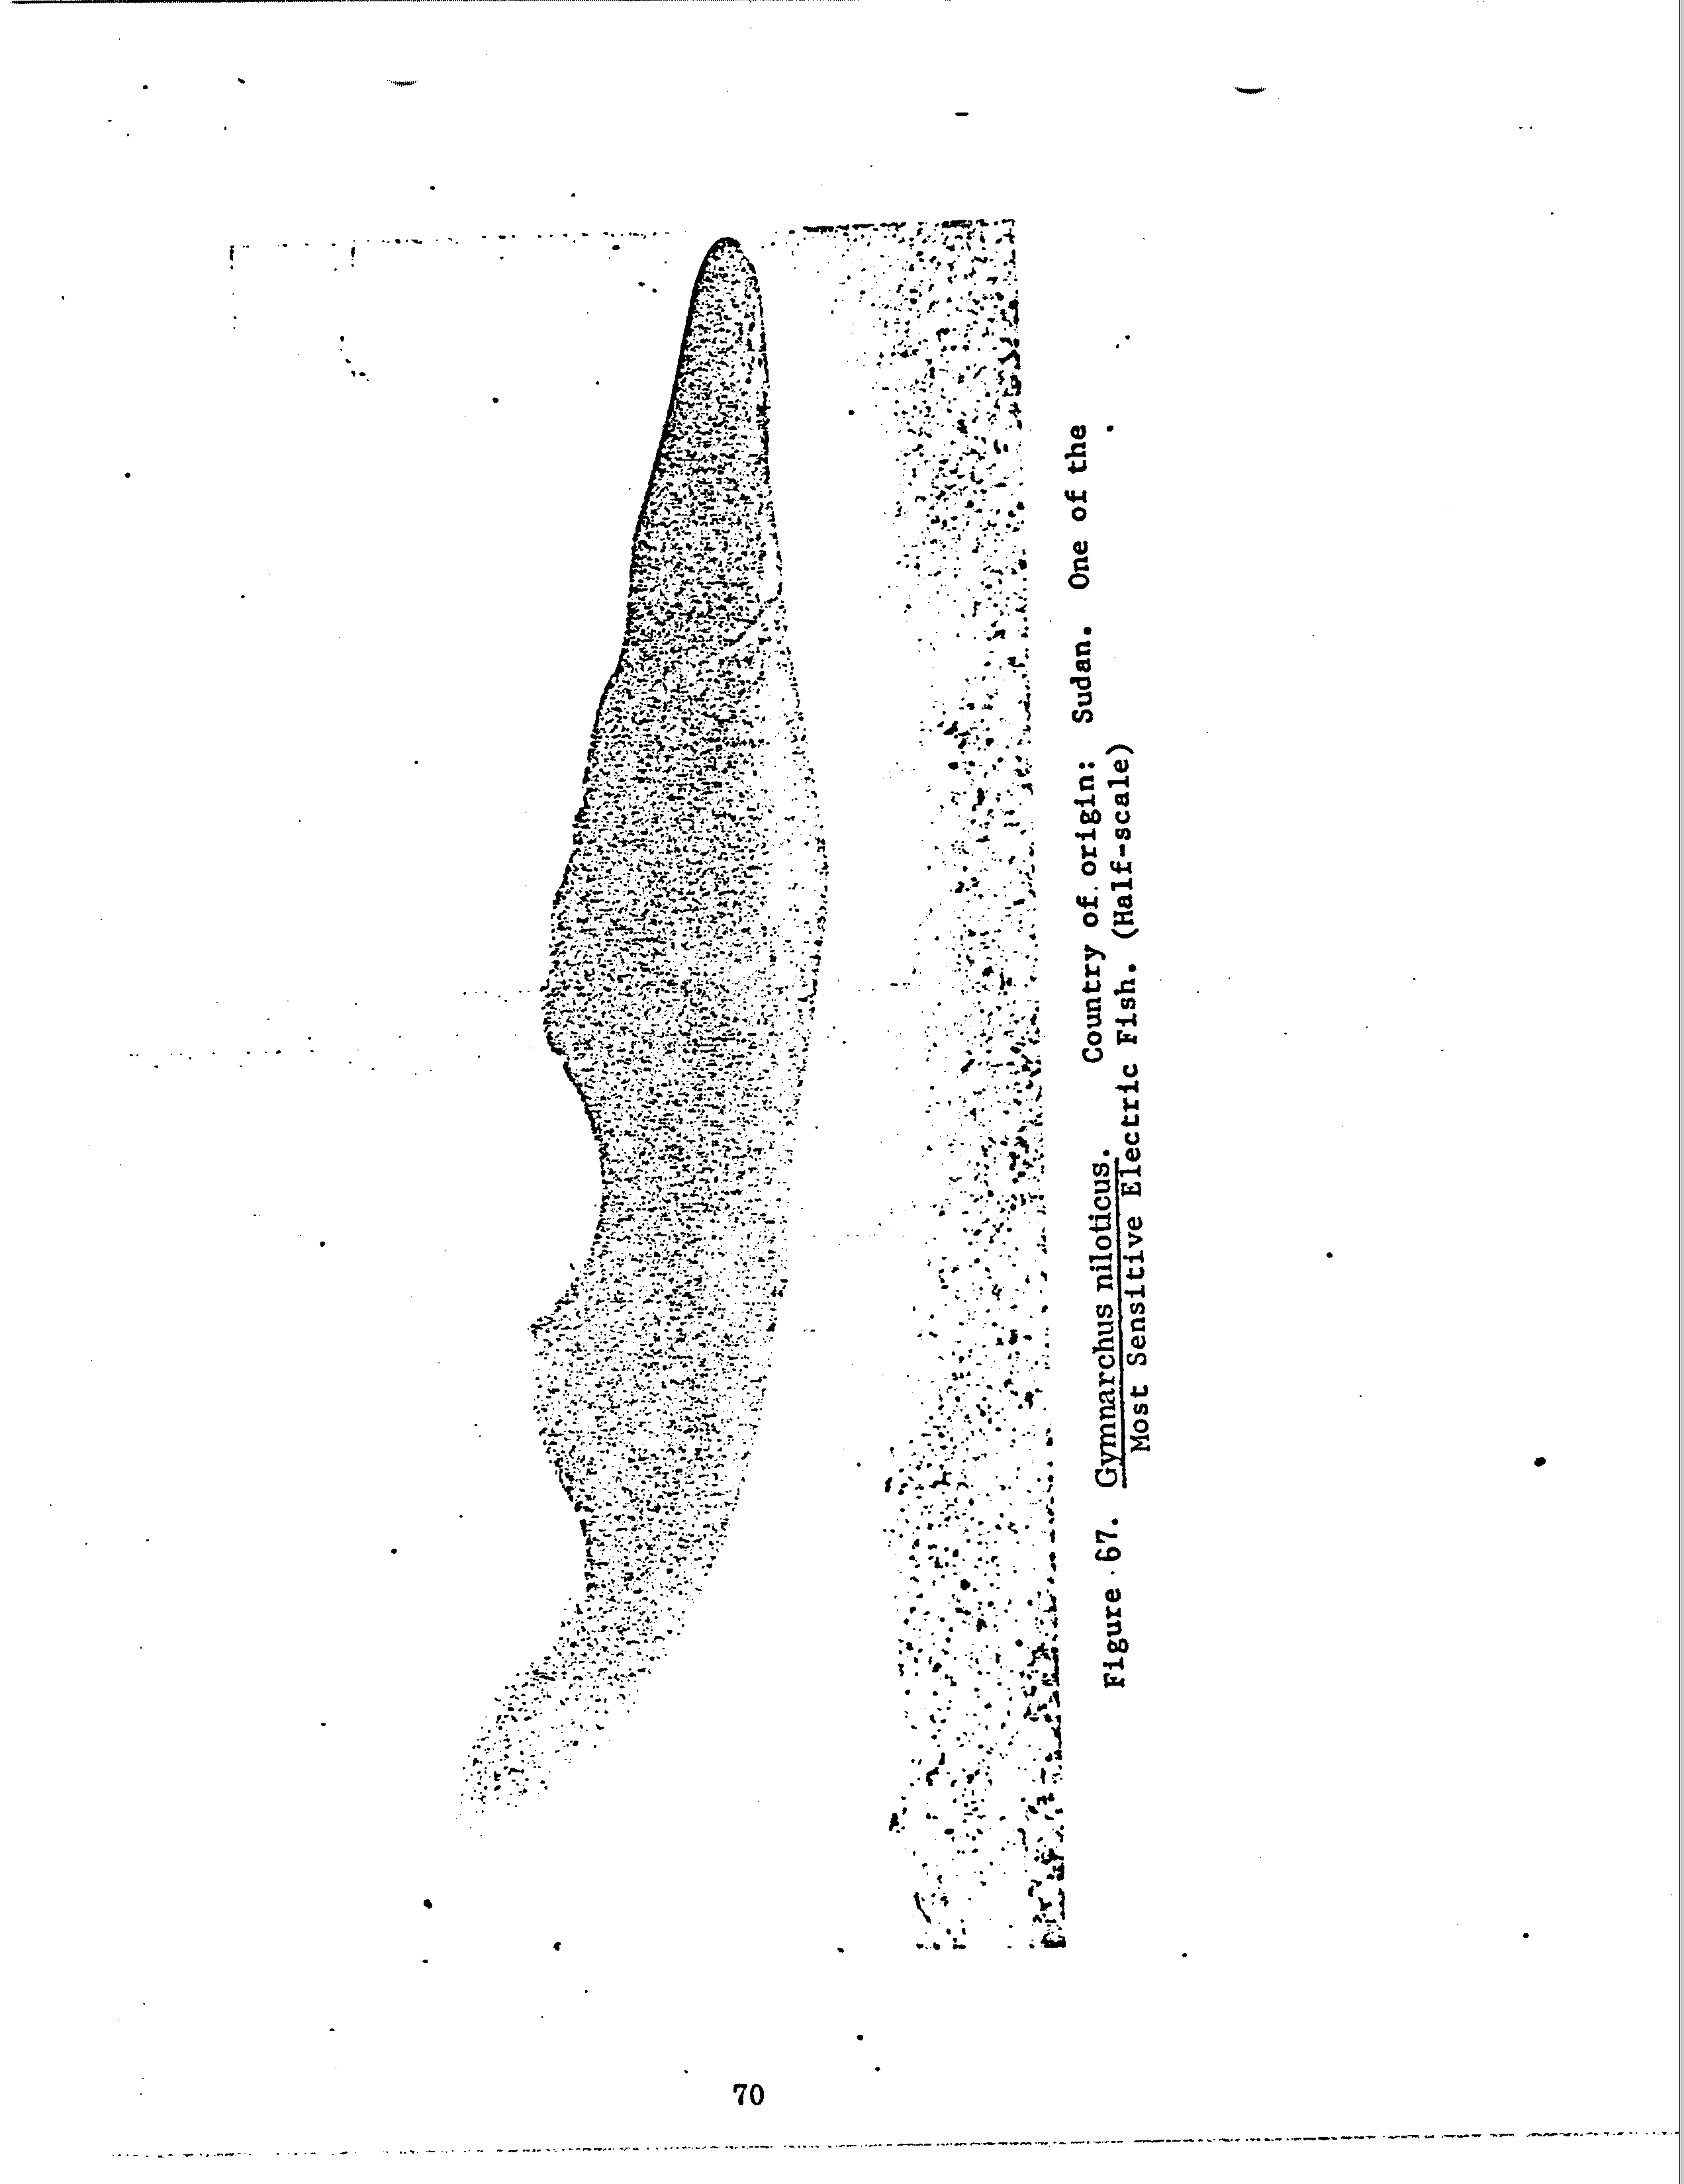 Figure 67. Gymnarchus niloticus. Country of origin: Sudan. One of the
Most Sensitive Electric Fish. (Half-scale)
70